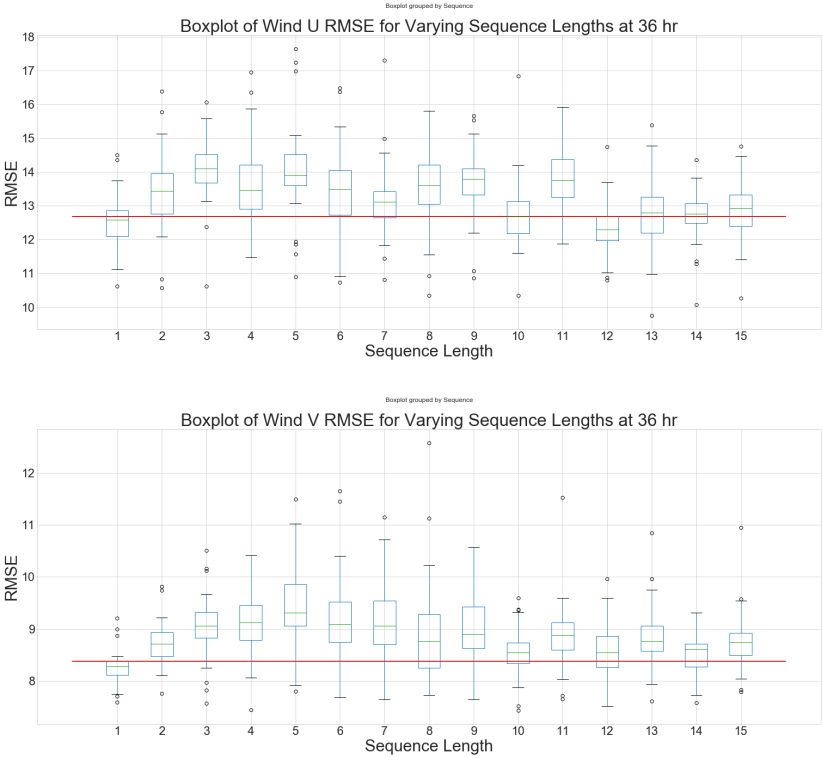 Boxplot grouped by Sequence
Boxplot of Wind U RMSE for Varying Sequence Lengths at 36 hr
18
17
16
15
14
13
12
11
10
RMSE
1 2 3 4 5 6 7 8 9 10 11 12 13 14 15
Sequence Length
Boxplot grouped by Sequence
Boxplot of Wind V RMSE for Varying Sequence Lengths at 36 hr
12
11
10
9
8
RMSE
1 2 3 4 5 6 7 8 9 10 11 12 13 14 15
Sequence Length